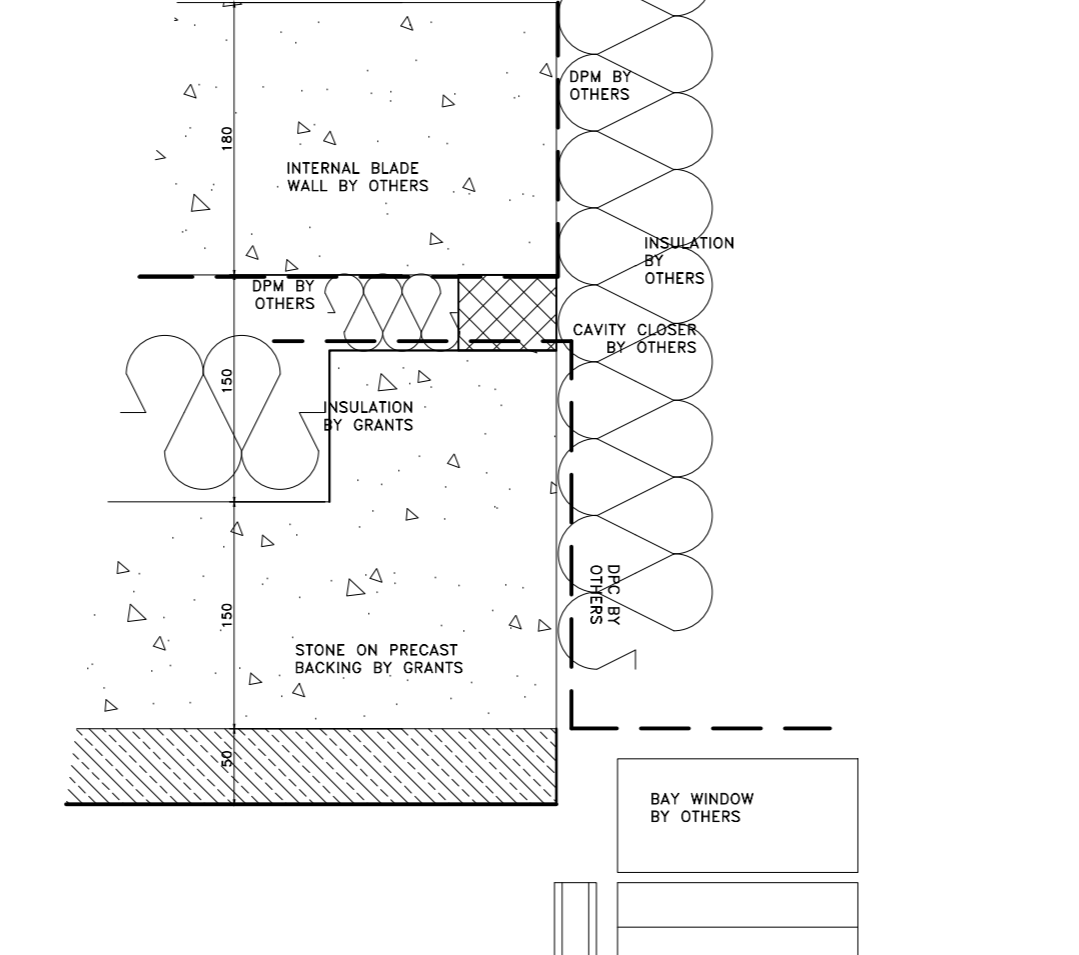 DPM BY
OTHERS
180
INTERNAL BLADE
WALL BY OTHERS
INSULATION
BY
OTHERS
DPM BY
OTHERS
CAVITY CLOSER
BY OTHERS
150
INSULATION
BY GRANTS
DPC BY
OTHERS
150
STONE ON PRECAST
BACKING BY GRANTS
50
BAY WINDOW
BY OTHERS